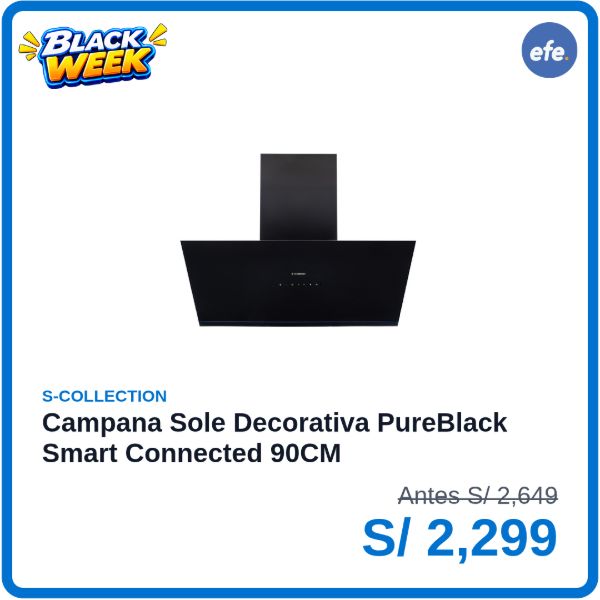 BLACK
WEEK
efe.
S-COLLECTION
Campana Sole Decorativa PureBlack
Smart Connected 90CM
Antes S/ 2,649
S/ 2,299